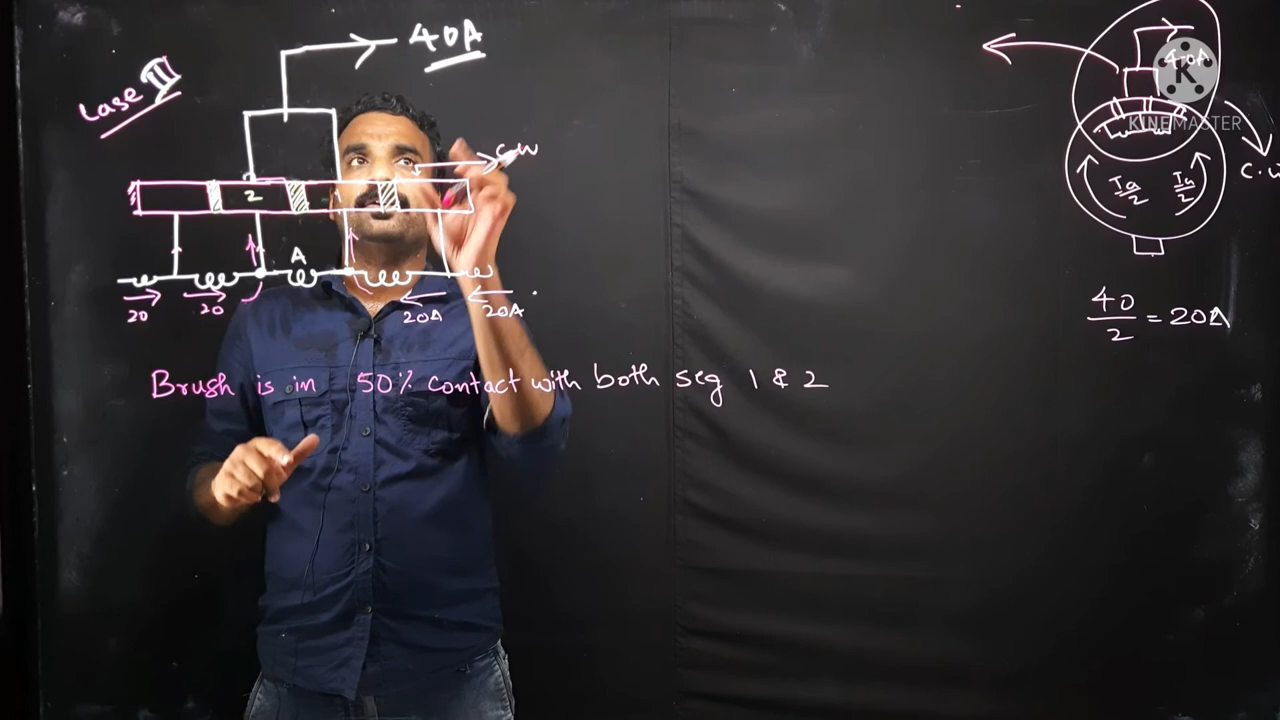 Case III
40A
C.W
2
1
A
20
20
20A
20A
Brush is in 50% contact with both seg 1 & 2
40A
KINEMASTER
K
C.W
Ia/2
Ia/2
40/2 = 20A